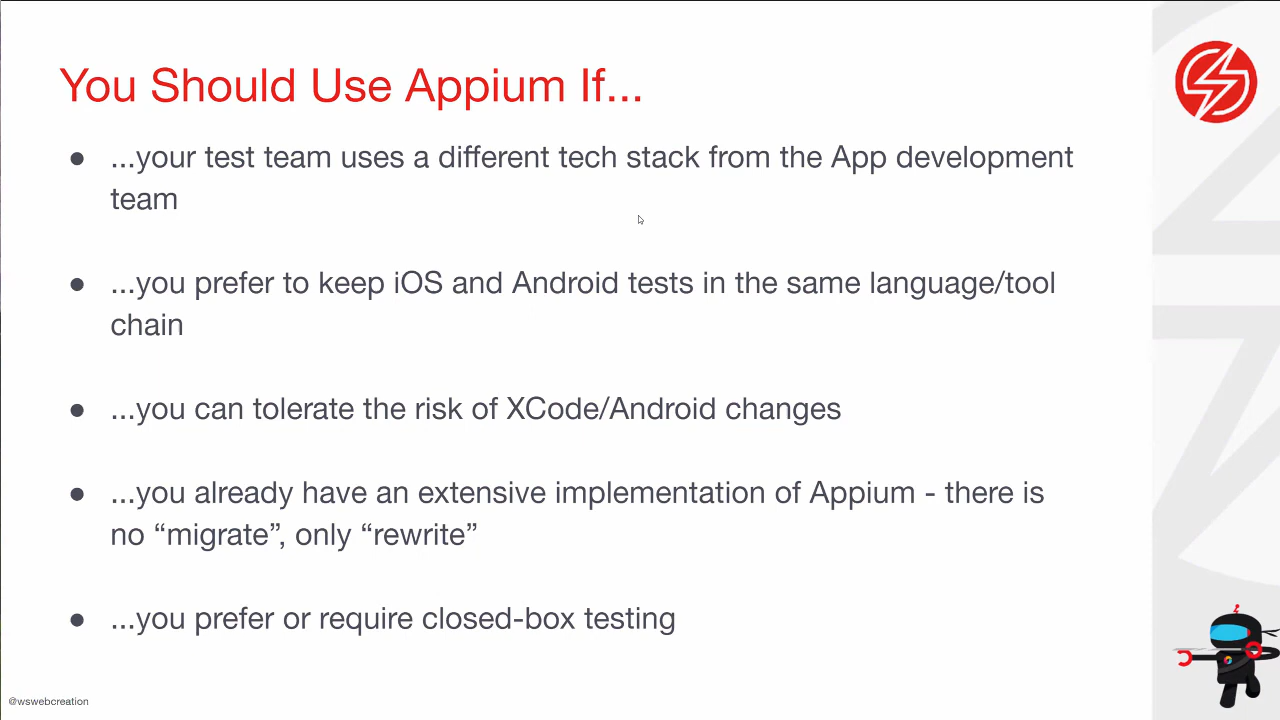 You Should Use Appium If...
● ...your test team uses a different tech stack from the App development
team
● ...you prefer to keep iOS and Android tests in the same language/tool
chain
● ...you can tolerate the risk of XCode/Android changes
● ...you already have an extensive implementation of Appium - there is
no “migrate”, only “rewrite”
● ...you prefer or require closed-box testing
@wswebcreation